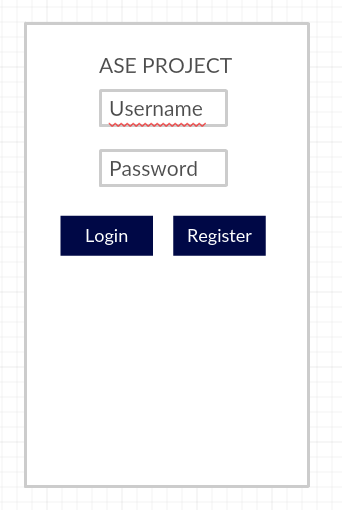 ASE PROJECT
Username
Password
Login Register